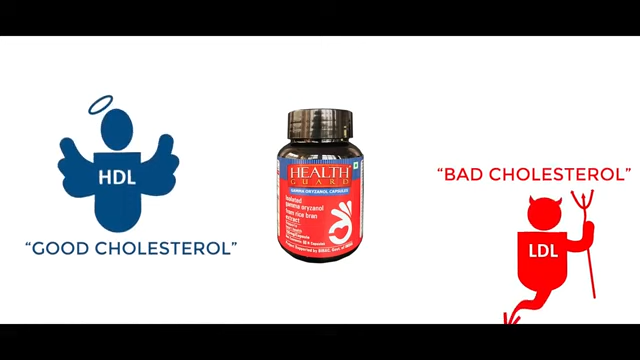 HDL
“GOOD CHOLESTEROL”
HEALTH
GUARD
GAMMA ORYZANOL CAPSULES
Isolated
gamma oryzanol
from rice bran
extract
“BAD CHOLESTEROL”
LDL